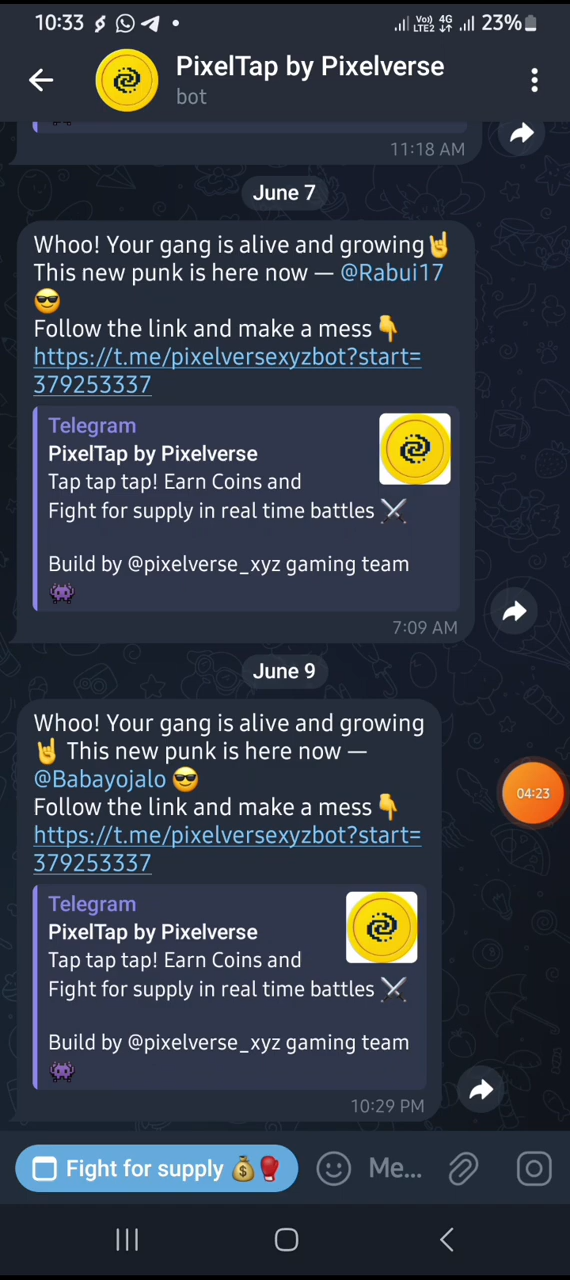 10:33
Vo)) 4G
LTE2
23%
PixelTap by Pixelverse
bot
11:18 AM
June 7
Whoo! Your gang is alive and growing🤘
This new punk is here now — @Rabui17
😎
Follow the link and make a mess👇
https://t.me/pixelversexyzbot?start=
379253337
Telegram
PixelTap by Pixelverse
Tap tap tap! Earn Coins and
Fight for supply in real time battles ⚔️
Build by @pixelverse_xyz gaming team
👾
7:09 AM
June 9
Whoo! Your gang is alive and growing
🤘 This new punk is here now —
@Babayojalo 😎
Follow the link and make a mess👇
https://t.me/pixelversexyzbot?start=
379253337
04:23
Telegram
PixelTap by Pixelverse
Tap tap tap! Earn Coins and
Fight for supply in real time battles ⚔️
Build by @pixelverse_xyz gaming team
👾
10:29 PM
Fight for supply 💰🥊
Me...